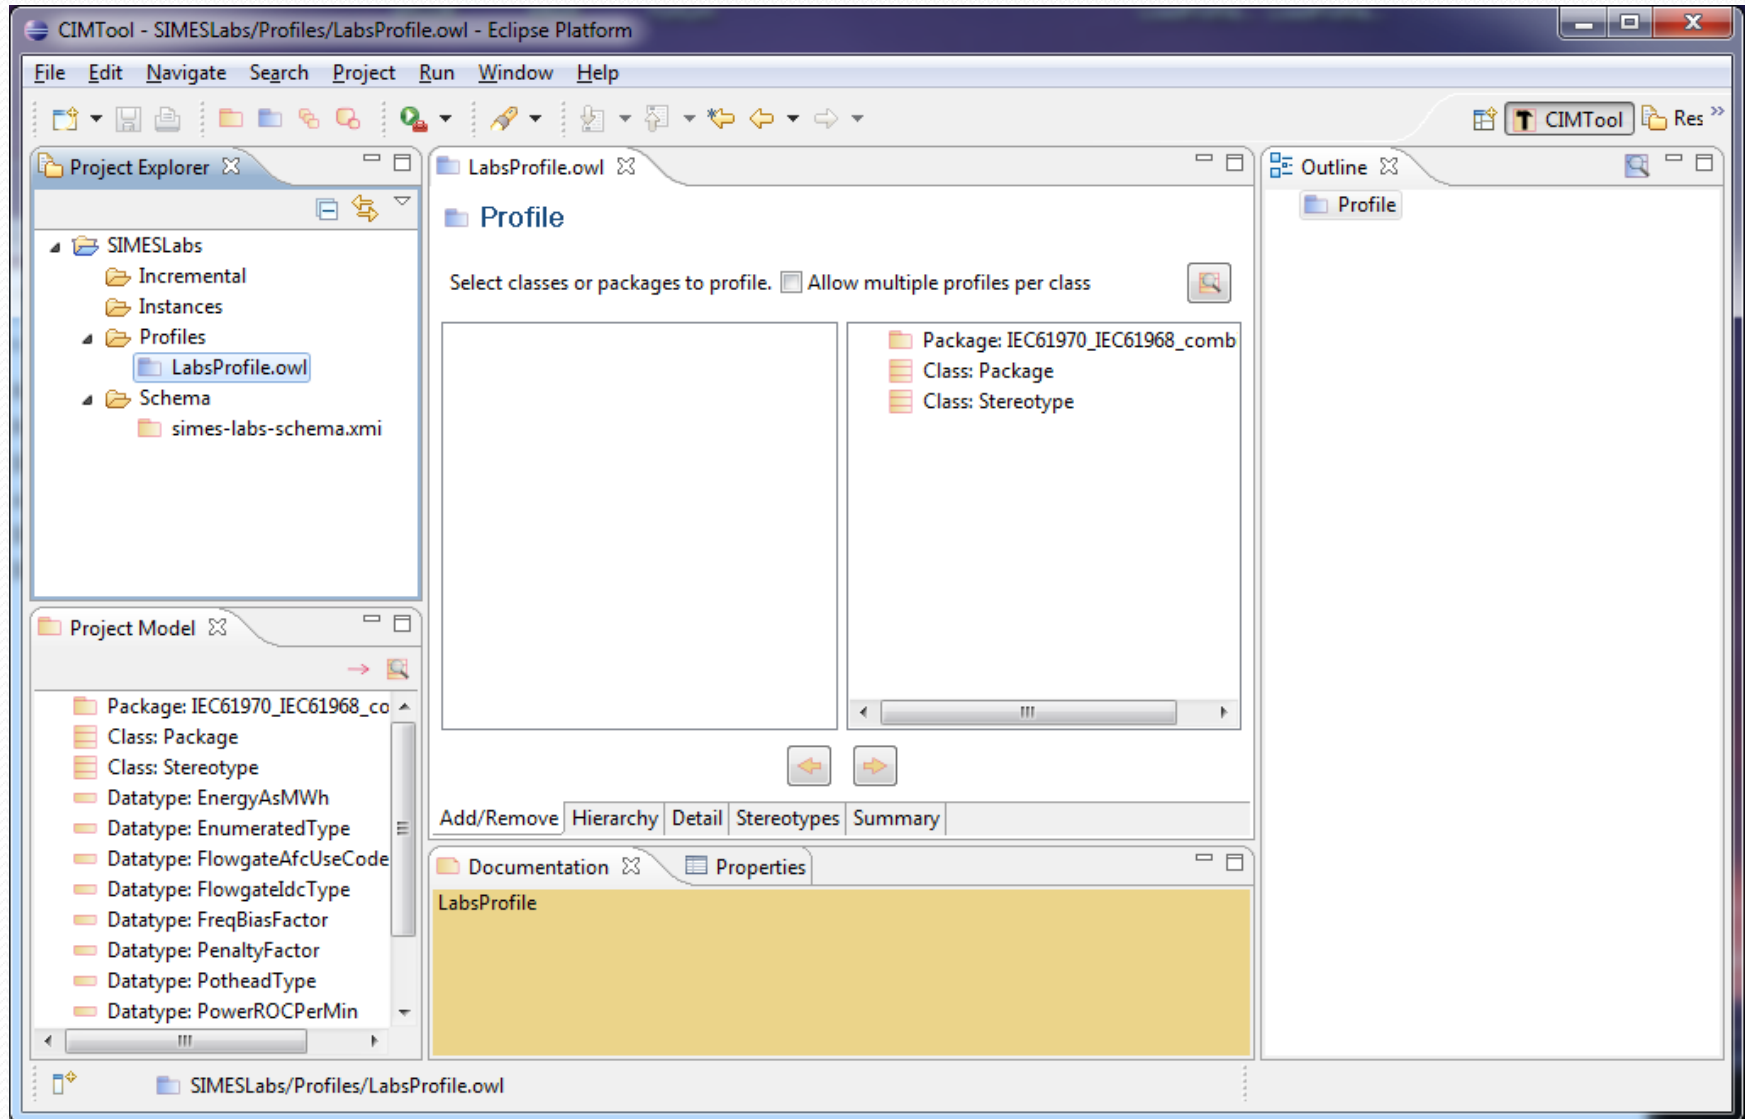 CIMTool - SIMESLabs/Profiles/LabsProfile.owl - Eclipse Platform
File Edit Navigate Search Project Run Window Help
CIMTool Res
Project Explorer
SIMESLabs
Incremental
Instances
Profiles
LabsProfile.owl
Schema
simes-labs-schema.xmi
Project Model
Package: IEC61970_IEC61968_co
Class: Package
Class: Stereotype
Datatype: EnergyAsMWh
Datatype: EnumeratedType
Datatype: FlowgateAfcUseCode
Datatype: FlowgateIdcType
Datatype: FreqBiasFactor
Datatype: PenaltyFactor
Datatype: PotheadType
Datatype: PowerROCPerMin
LabsProfile.owl
Profile
Select classes or packages to profile. Allow multiple profiles per class
Package: IEC61970_IEC61968_comb
Class: Package
Class: Stereotype
Add/Remove Hierarchy Detail Stereotypes Summary
Documentation Properties
LabsProfile
Outline
Profile
SIMESLabs/Profiles/LabsProfile.owl